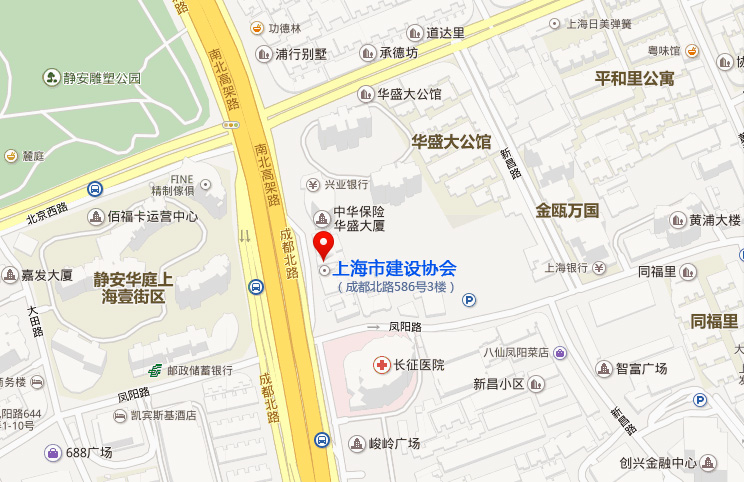 功德林
道达里
上海日美弹簧
浦行别墅
承德坊
粤味馆
南北高架路
静安雕塑公园
平和里公寓
华盛大公馆
华盛大公馆
麓庭
南北高架路
新昌路
FINE
精制傢俱
兴业银行
北京西路
佰福卡运营中心
中华保险
华盛大厦
金瓯万国
黄浦大楼
成都北路
嘉发大厦
静安华庭上
海壹街区
上海市建设协会
（成都北路586号3楼）
上海银行
同福里
P
大田路
凤阳路
同福里
邮政储蓄银行
长征医院
八仙凤阳菜店
智富广场
商务楼
凤阳路
成都北路
新昌小区
P
凤阳路644
凯宾斯基酒店
新昌路
688广场
峻岭广场
创兴金融中心